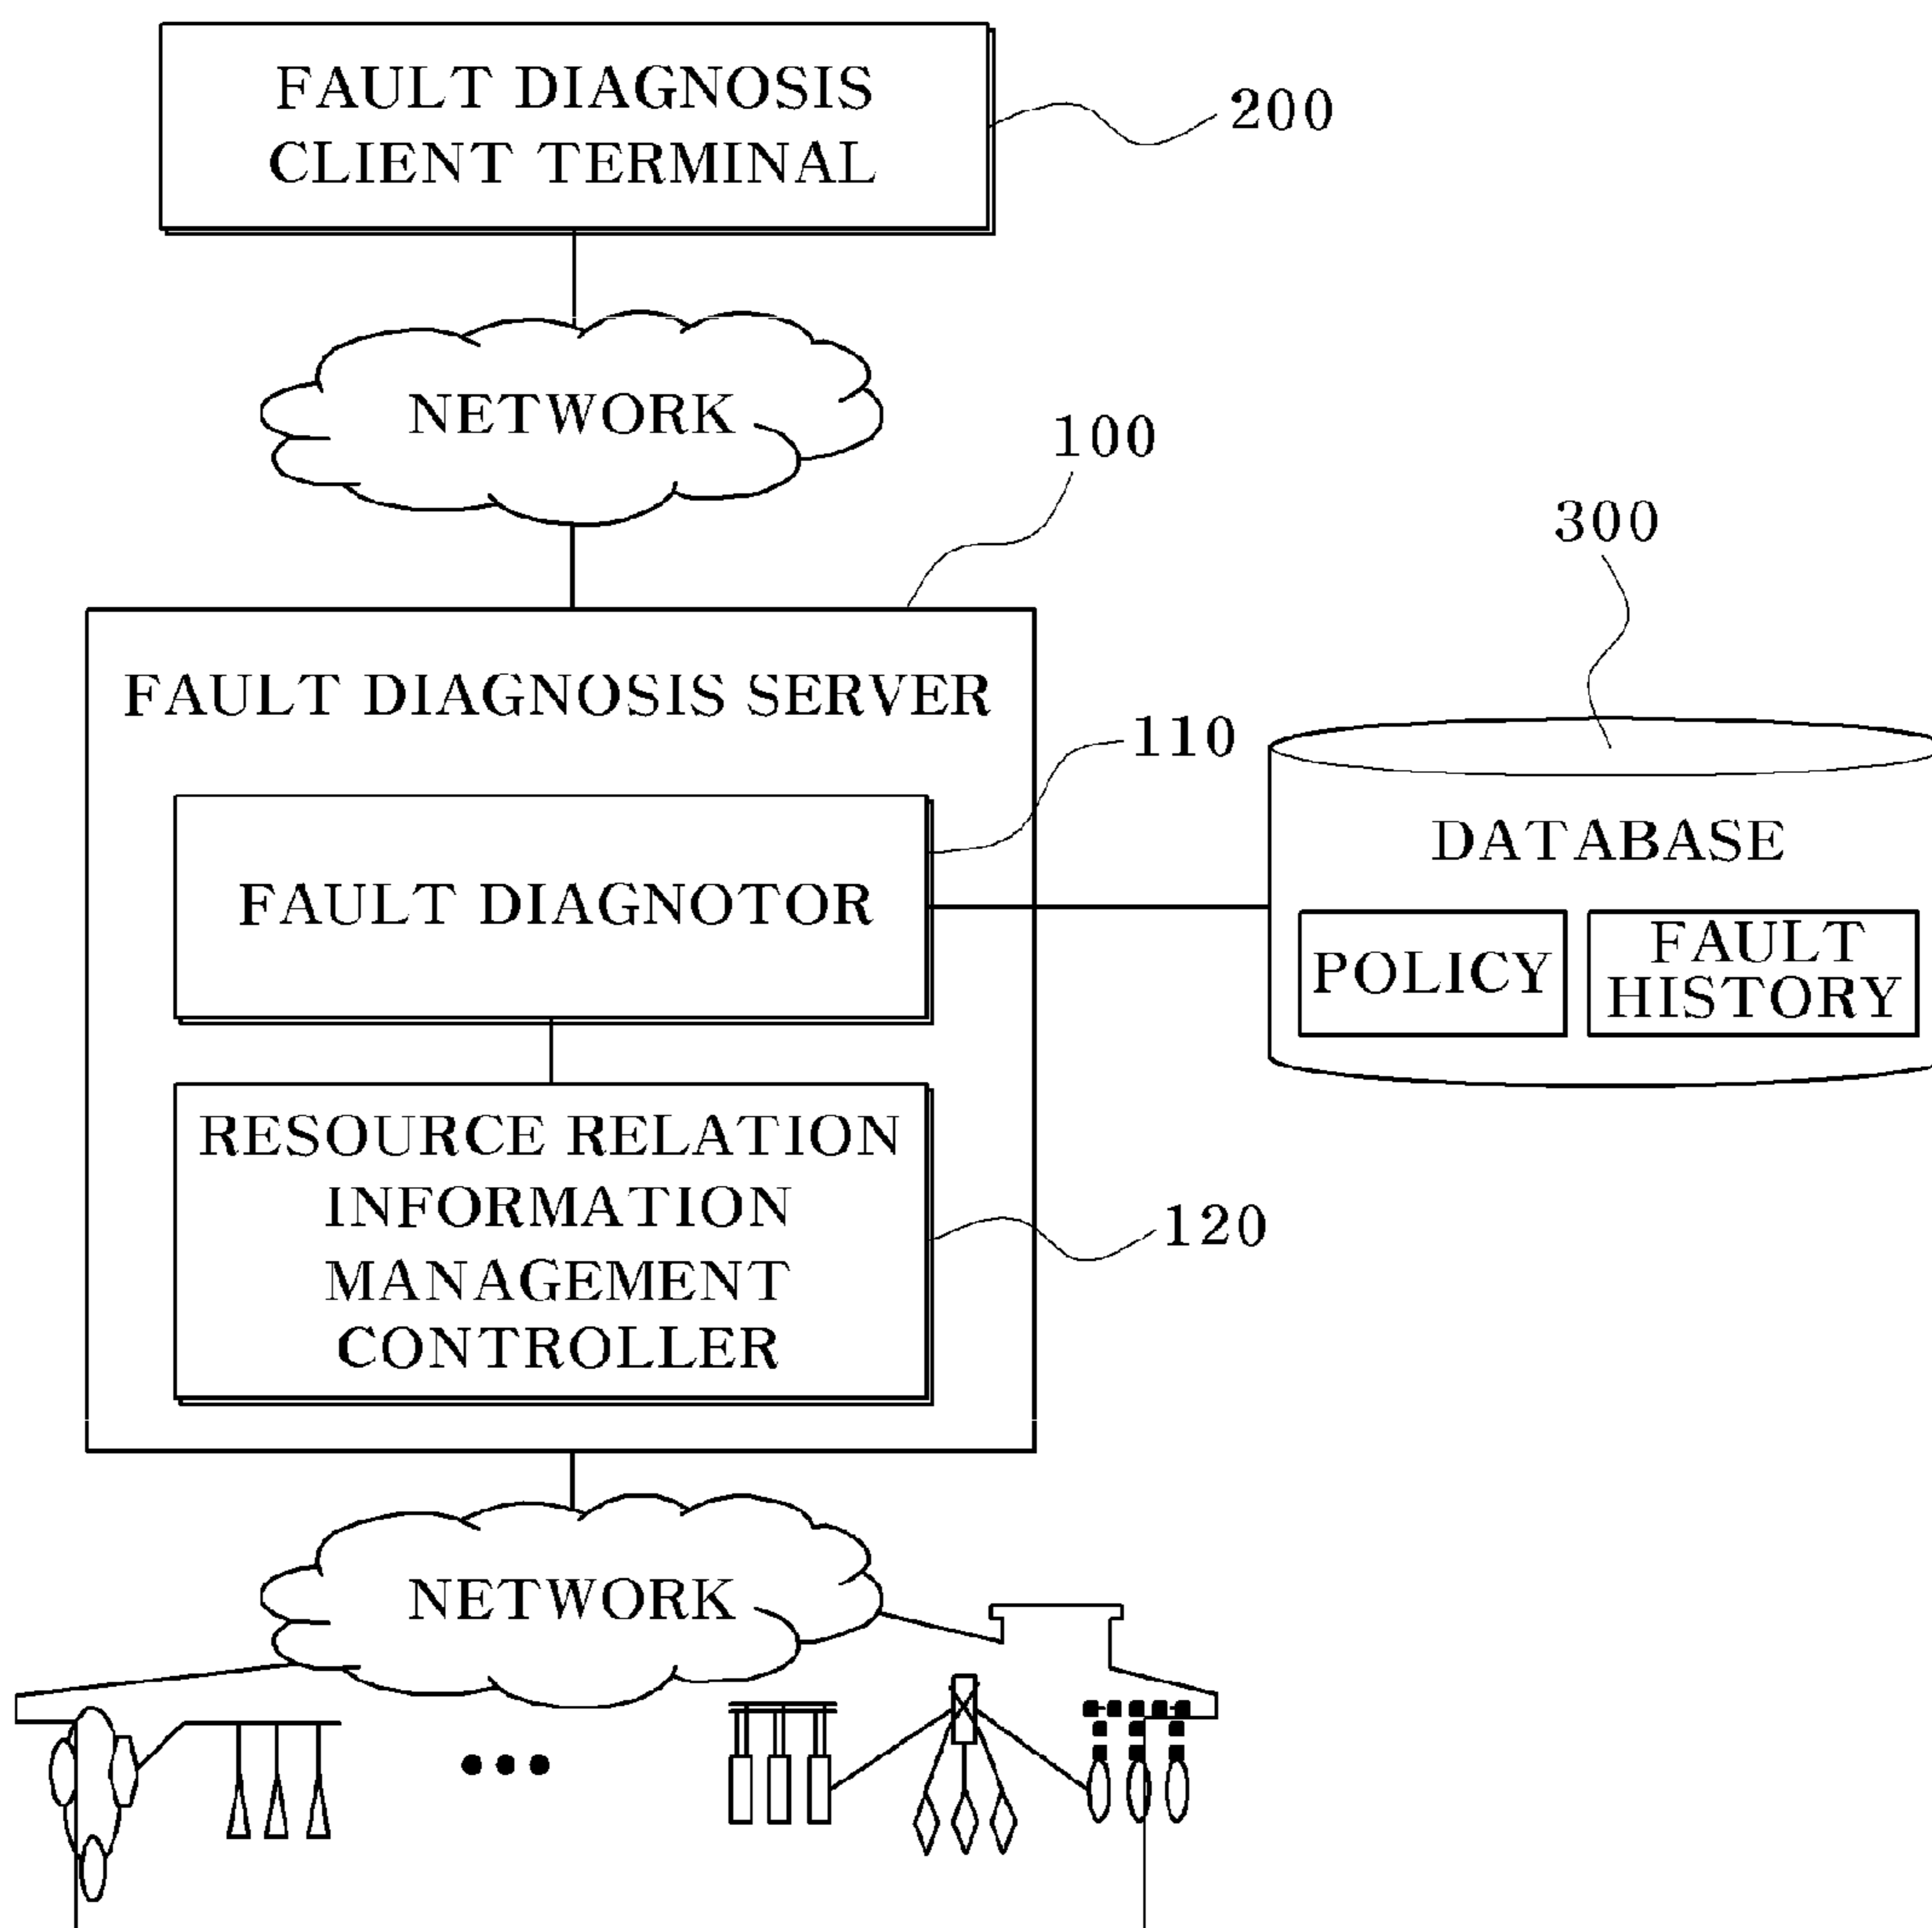 FAULT DIAGNOSIS
CLIENT TERMINAL
200
NETWORK
100
300
FAULT DIAGNOSIS SERVER
110
DATABASE
FAULT DIAGNOTOR
POLICY
FAULT
HISTORY
RESOURCE RELATION
INFORMATION
MANAGEMENT
CONTROLLER
120
NETWORK